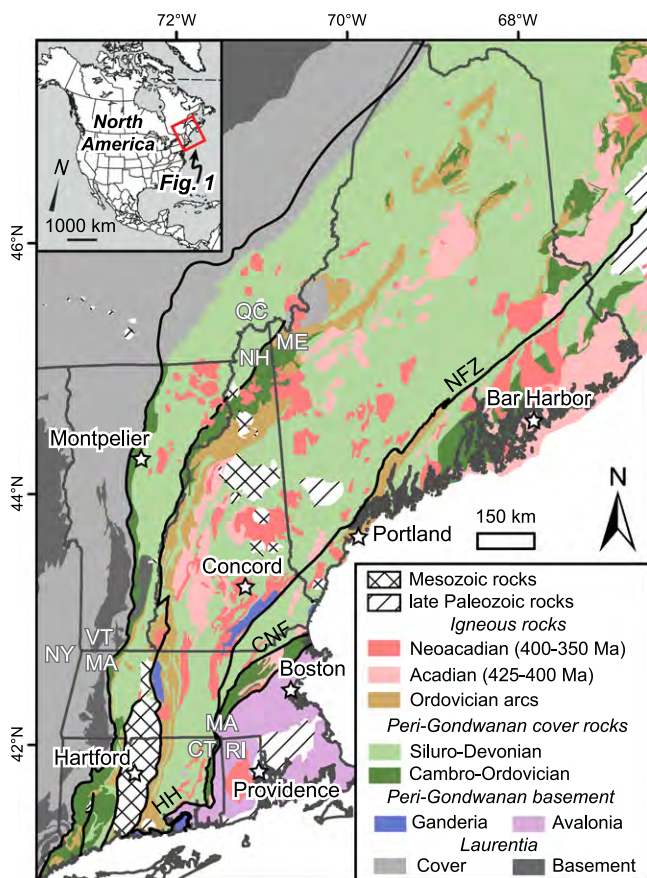 72°W 70°W 68°W
North
America
N
Fig. 1
1000 km
46°N
QC
ME
NH
NFZ
Bar Harbor
Montpelier
44°N
N
150 km
Portland
Concord
CNF
VT
NY
MA
Boston
MA
42°N
CT RI
Hartford
HH
Providence
Mesozoic rocks
late Paleozoic rocks
Igneous rocks
Neoacadian (400-350 Ma)
Acadian (425-400 Ma)
Ordovician arcs
Peri-Gondwanan cover rocks
Siluro-Devonian
Cambro-Ordovician
Peri-Gondwanan basement
Ganderia Avalonia
Laurentia
Cover Basement